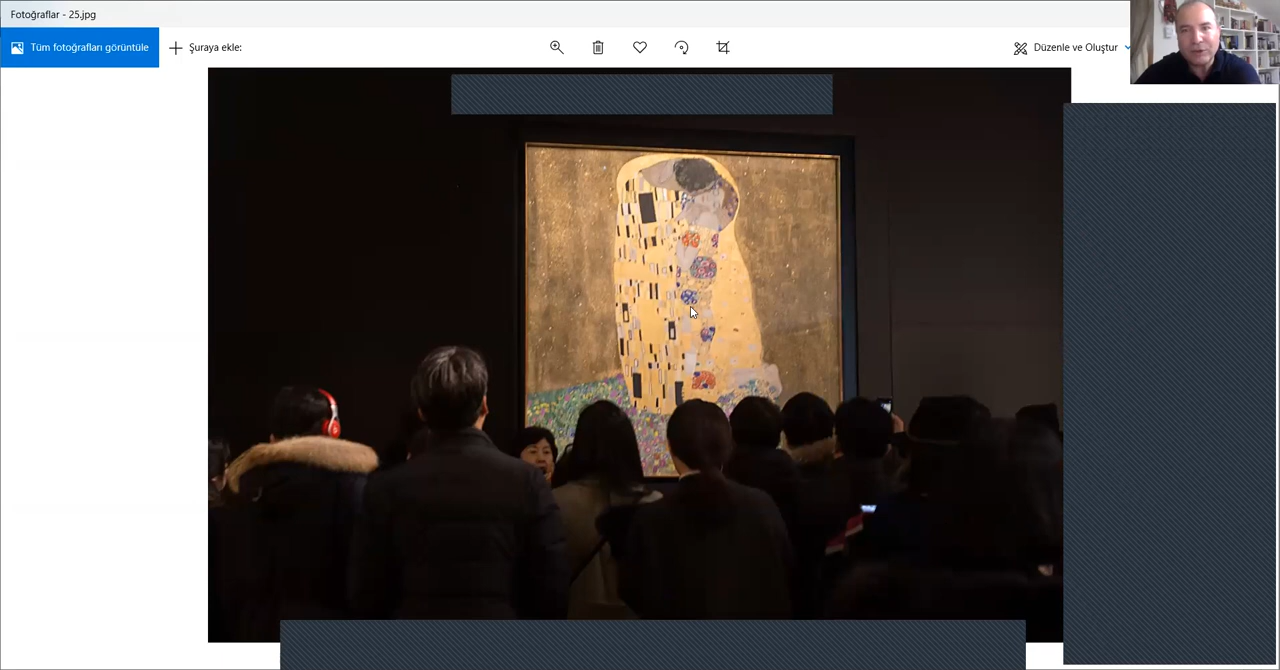 Fotoğraflar - 25.jpg
Tüm fotoğrafları görüntüle
Şuraya ekle:
Düzenle ve Oluştur